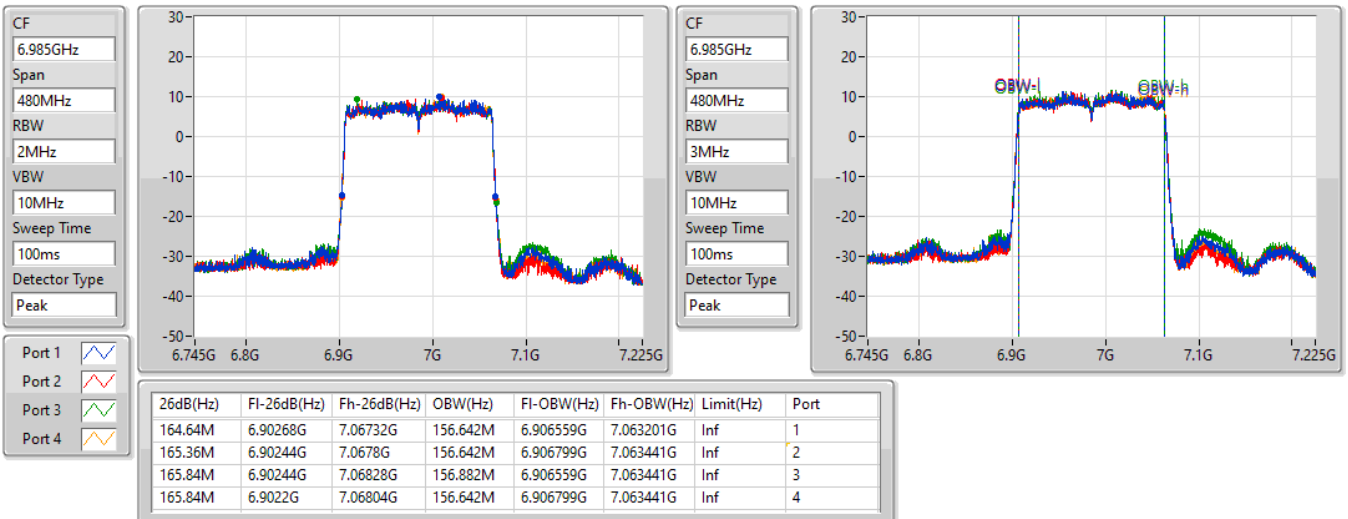 CF
6.985GHz
Span
480MHz
RBW
2MHz
VBW
10MHz
Sweep Time
100ms
Detector Type
Peak
30
20
10
0
-10
-20
-30
-40
-50
6.745G 6.8G 6.9G 7G 7.1G 7.225G
CF
6.985GHz
Span
480MHz
RBW
3MHz
VBW
10MHz
Sweep Time
100ms
Detector Type
Peak
30
20
10
0
-10
-20
-30
-40
-50
OBW-l OBW-h
6.745G 6.8G 6.9G 7G 7.1G 7.225G
Port 1
Port 2
Port 3
Port 4
26dB(Hz) Fl-26dB(Hz) Fh-26dB(Hz) OBW(Hz) Fl-OBW(Hz) Fh-OBW(Hz) Limit(Hz) Port
164.64M 6.90268G 7.06732G 156.642M 6.906559G 7.063201G Inf 1
165.36M 6.90244G 7.0678G 156.642M 6.906799G 7.063441G Inf 2
165.84M 6.90244G 7.06828G 156.882M 6.906559G 7.063441G Inf 3
165.84M 6.9022G 7.06804G 156.642M 6.906799G 7.063441G Inf 4